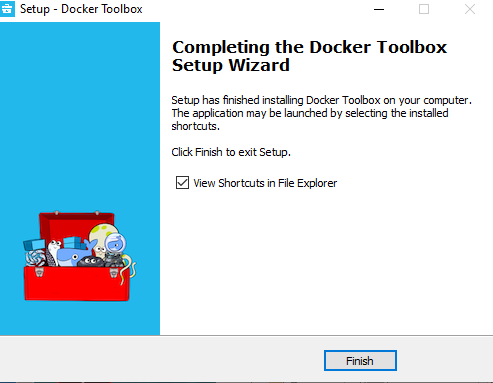 Setup - Docker Toolbox
Completing the Docker Toolbox
Setup Wizard
Setup has finished installing Docker Toolbox on your computer.
The application may be launched by selecting the installed
shortcuts.
Click Finish to exit Setup.
View Shortcuts in File Explorer
Finish